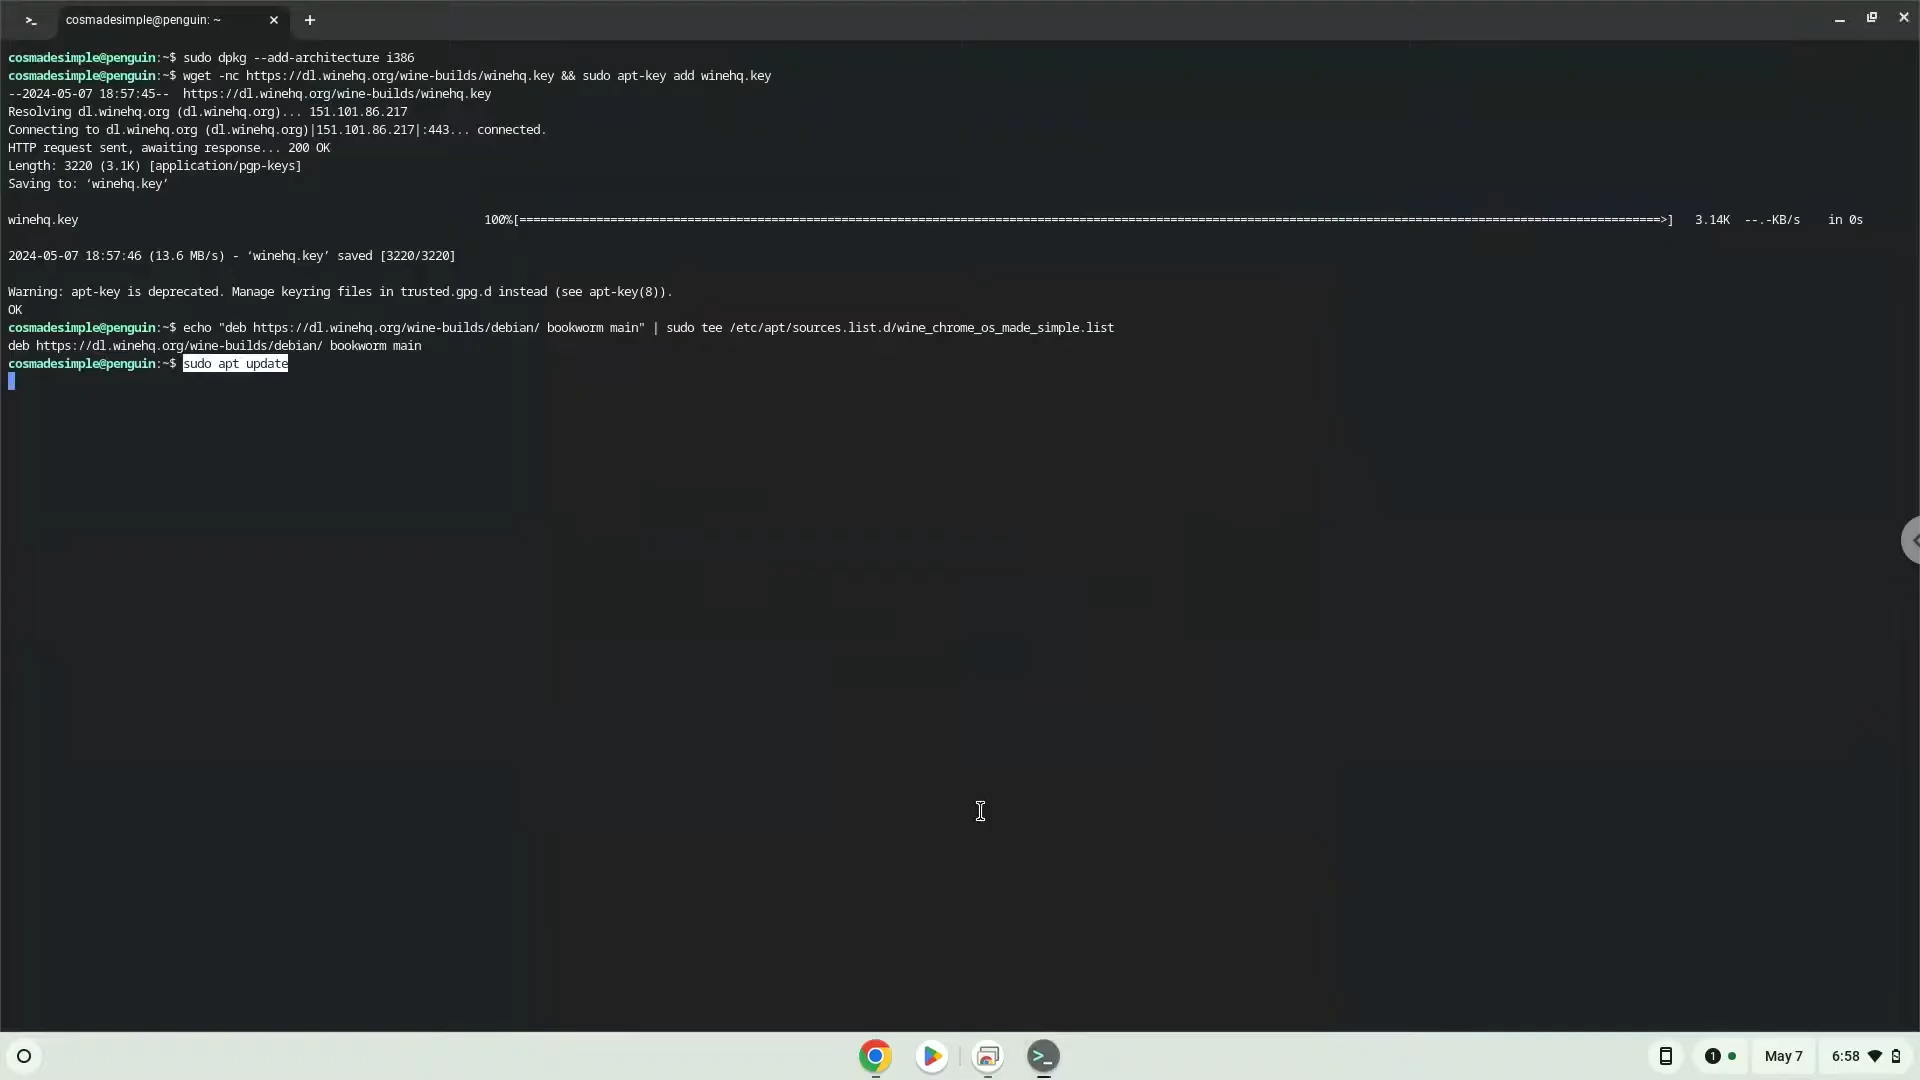 cosmadesimple@penguin: ~
cosmadesimple@penguin:~$ sudo dpkg --add-architecture i386
cosmadesimple@penguin:~$ wget -nc https://dl.winehq.org/wine-builds/winehq.key && sudo apt-key add winehq.key
--2024-05-07 18:57:45--  https://dl.winehq.org/wine-builds/winehq.key
Resolving dl.winehq.org (dl.winehq.org)... 151.101.86.217
Connecting to dl.winehq.org (dl.winehq.org)|151.101.86.217|:443... connected.
HTTP request sent, awaiting response... 200 OK
Length: 3220 (3.1K) [application/pgp-keys]
Saving to: ‘winehq.key’
winehq.key 100%[===================================================>] 3.14K --.-KB/s in 0s
2024-05-07 18:57:46 (13.6 MB/s) - ‘winehq.key’ saved [3220/3220]
Warning: apt-key is deprecated. Manage keyring files in trusted.gpg.d instead (see apt-key(8)).
OK
cosmadesimple@penguin:~$ echo "deb https://dl.winehq.org/wine-builds/debian/ bookworm main" | sudo tee /etc/apt/sources.list.d/wine_chrome_os_made_simple.list
deb https://dl.winehq.org/wine-builds/debian/ bookworm main
cosmadesimple@penguin:~$ sudo apt update
1 May 7 6:58